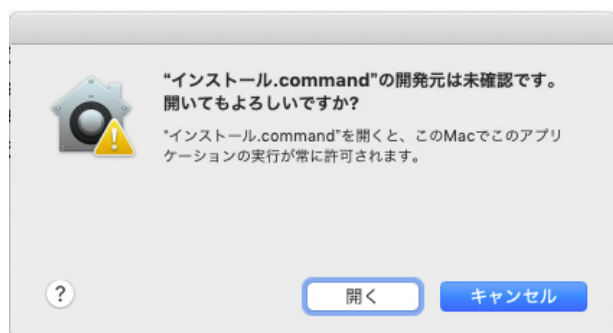 “インストール.command”の開発元は未確認です。
開いてもよろしいですか?
“インストール.command”を開くと、このMacでこのアプリ
ケーションの実行が常に許可されます。
?
開く
キャンセル